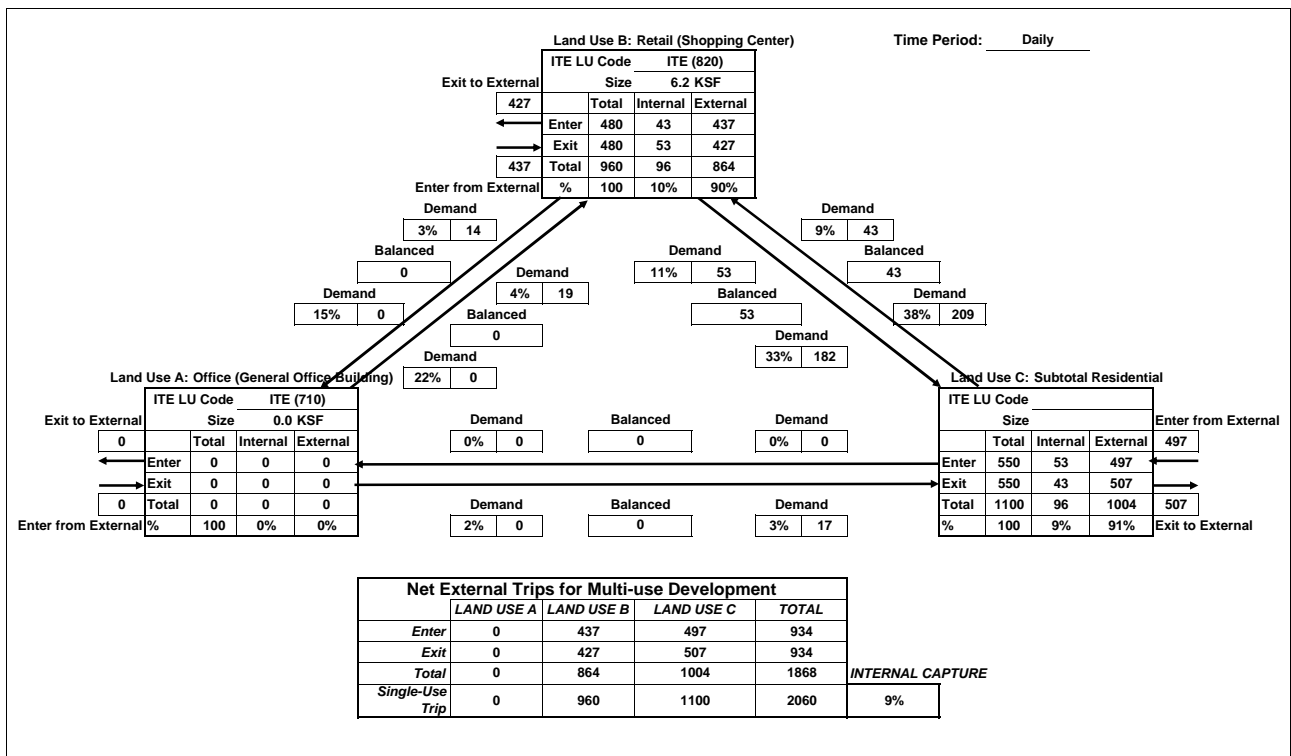 Land Use B: Retail (Shopping Center)
Time Period: Daily
ITE LU Code ITE (820)
Exit to External Size 6.2 KSF
427 Total Internal External
Enter 480 43 437
Exit 480 53 427
437 Total 960 96 864
Enter from External % 100 10% 90%
Demand Demand
3% 14 9% 43
Balanced Demand Balanced
0 11% 53 43
Demand Demand Balanced Demand
15% 0 4% 19 53 38% 209
Balanced
0
Demand Demand
22% 0 33% 182
Land Use A: Office (General Office Building) Land Use C: Subtotal Residential
ITE LU Code ITE (710) ITE LU Code
Exit to External Size 0.0 KSF Size Enter from External
0 Total Internal External Total Internal External 497
Enter 0 0 0 Enter 550 53 497
Exit 0 0 0 Exit 550 43 507
0 Total 0 0 0 Total 1100 96 1004 507
Enter from External % 100 0% 0% % 100 9% 91% Exit to External
Demand Balanced Demand
0% 0 0 0% 0
Demand Balanced Demand
2% 0 0 3% 17
Net External Trips for Multi-use Development
LAND USE A LAND USE B LAND USE C TOTAL
Enter 0 437 497 934
Exit 0 427 507 934
Total 0 864 1004 1868 INTERNAL CAPTURE
Single-Use
Trip 0 960 1100 2060 9%